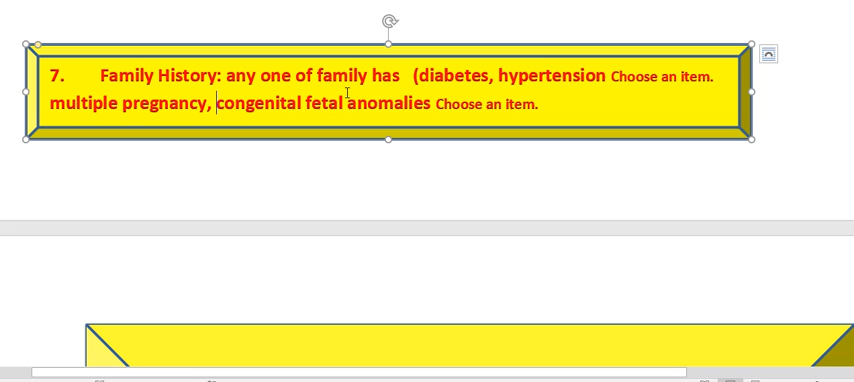 7. Family History: any one of family has (diabetes, hypertension Choose an item.
multiple pregnancy, congenital fetal anomalies Choose an item.